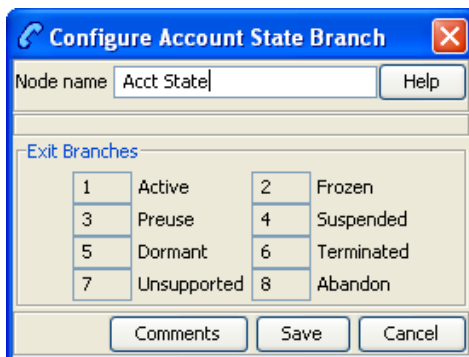 Configure Account State Branch
Node name Acct State Help
Exit Branches
1 Active 2 Frozen
3 Preuse 4 Suspended
5 Dormant 6 Terminated
7 Unsupported 8 Abandon
Comments Save Cancel